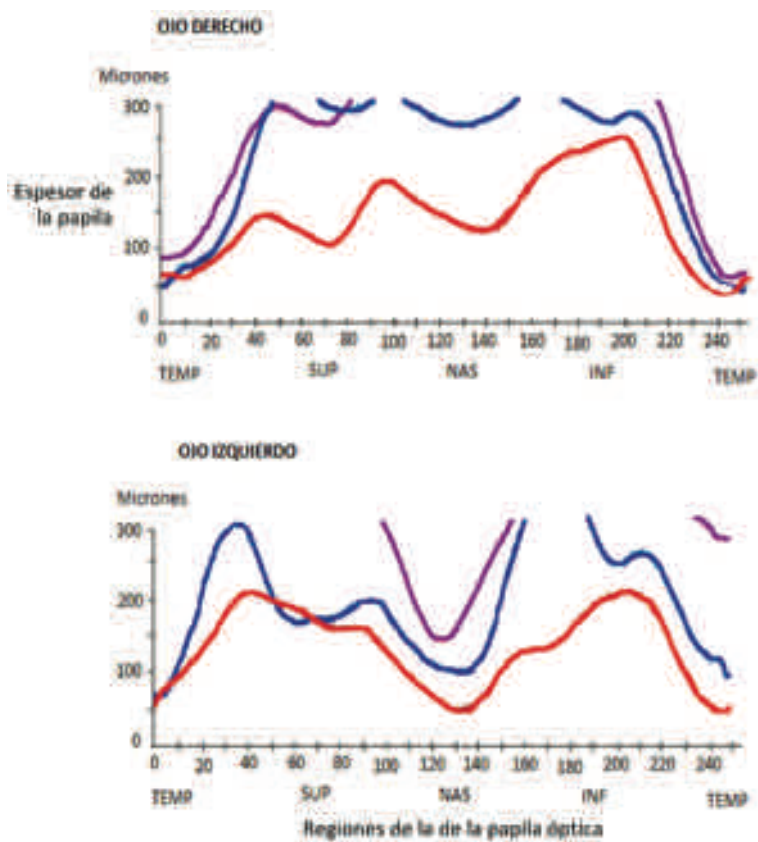 OJO DERECHO
Micrones
300
200
100
0
Espesor de
la papila
0 20 40 60 80 100 120 140 160 180 200 220 240
TEMP SUP NAS INF TEMP
OJO IZQUIERDO
Micrones
300
200
100
0
0 20 40 60 80 100 120 140 160 180 200 220 240
TEMP SUP NAS INF TEMP
Regiones de la de la papila óptica